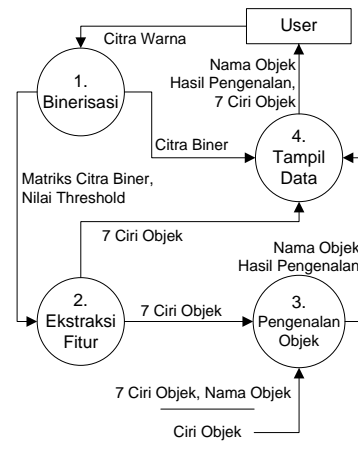 User
Citra Warna
Nama Objek
Hasil Pengenalan,
7 Ciri Objek
1.
Binerisasi
Citra Biner
4.
Tampil
Data
Matriks Citra Biner,
Nilai Threshold
7 Ciri Objek
Nama Objek
Hasil Pengenalan
2.
Ekstraksi
Fitur
7 Ciri Objek
3.
Pengenalan
Objek
7 Ciri Objek, Nama Objek
Ciri Objek